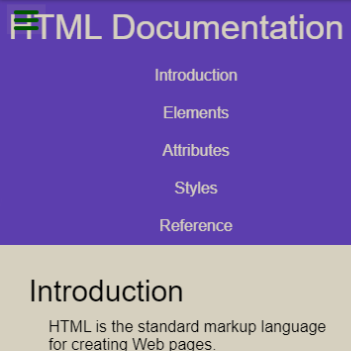 HTML Documentation
Introduction
Elements
Attributes
Styles
Reference
Introduction
HTML is the standard markup language
for creating Web pages.